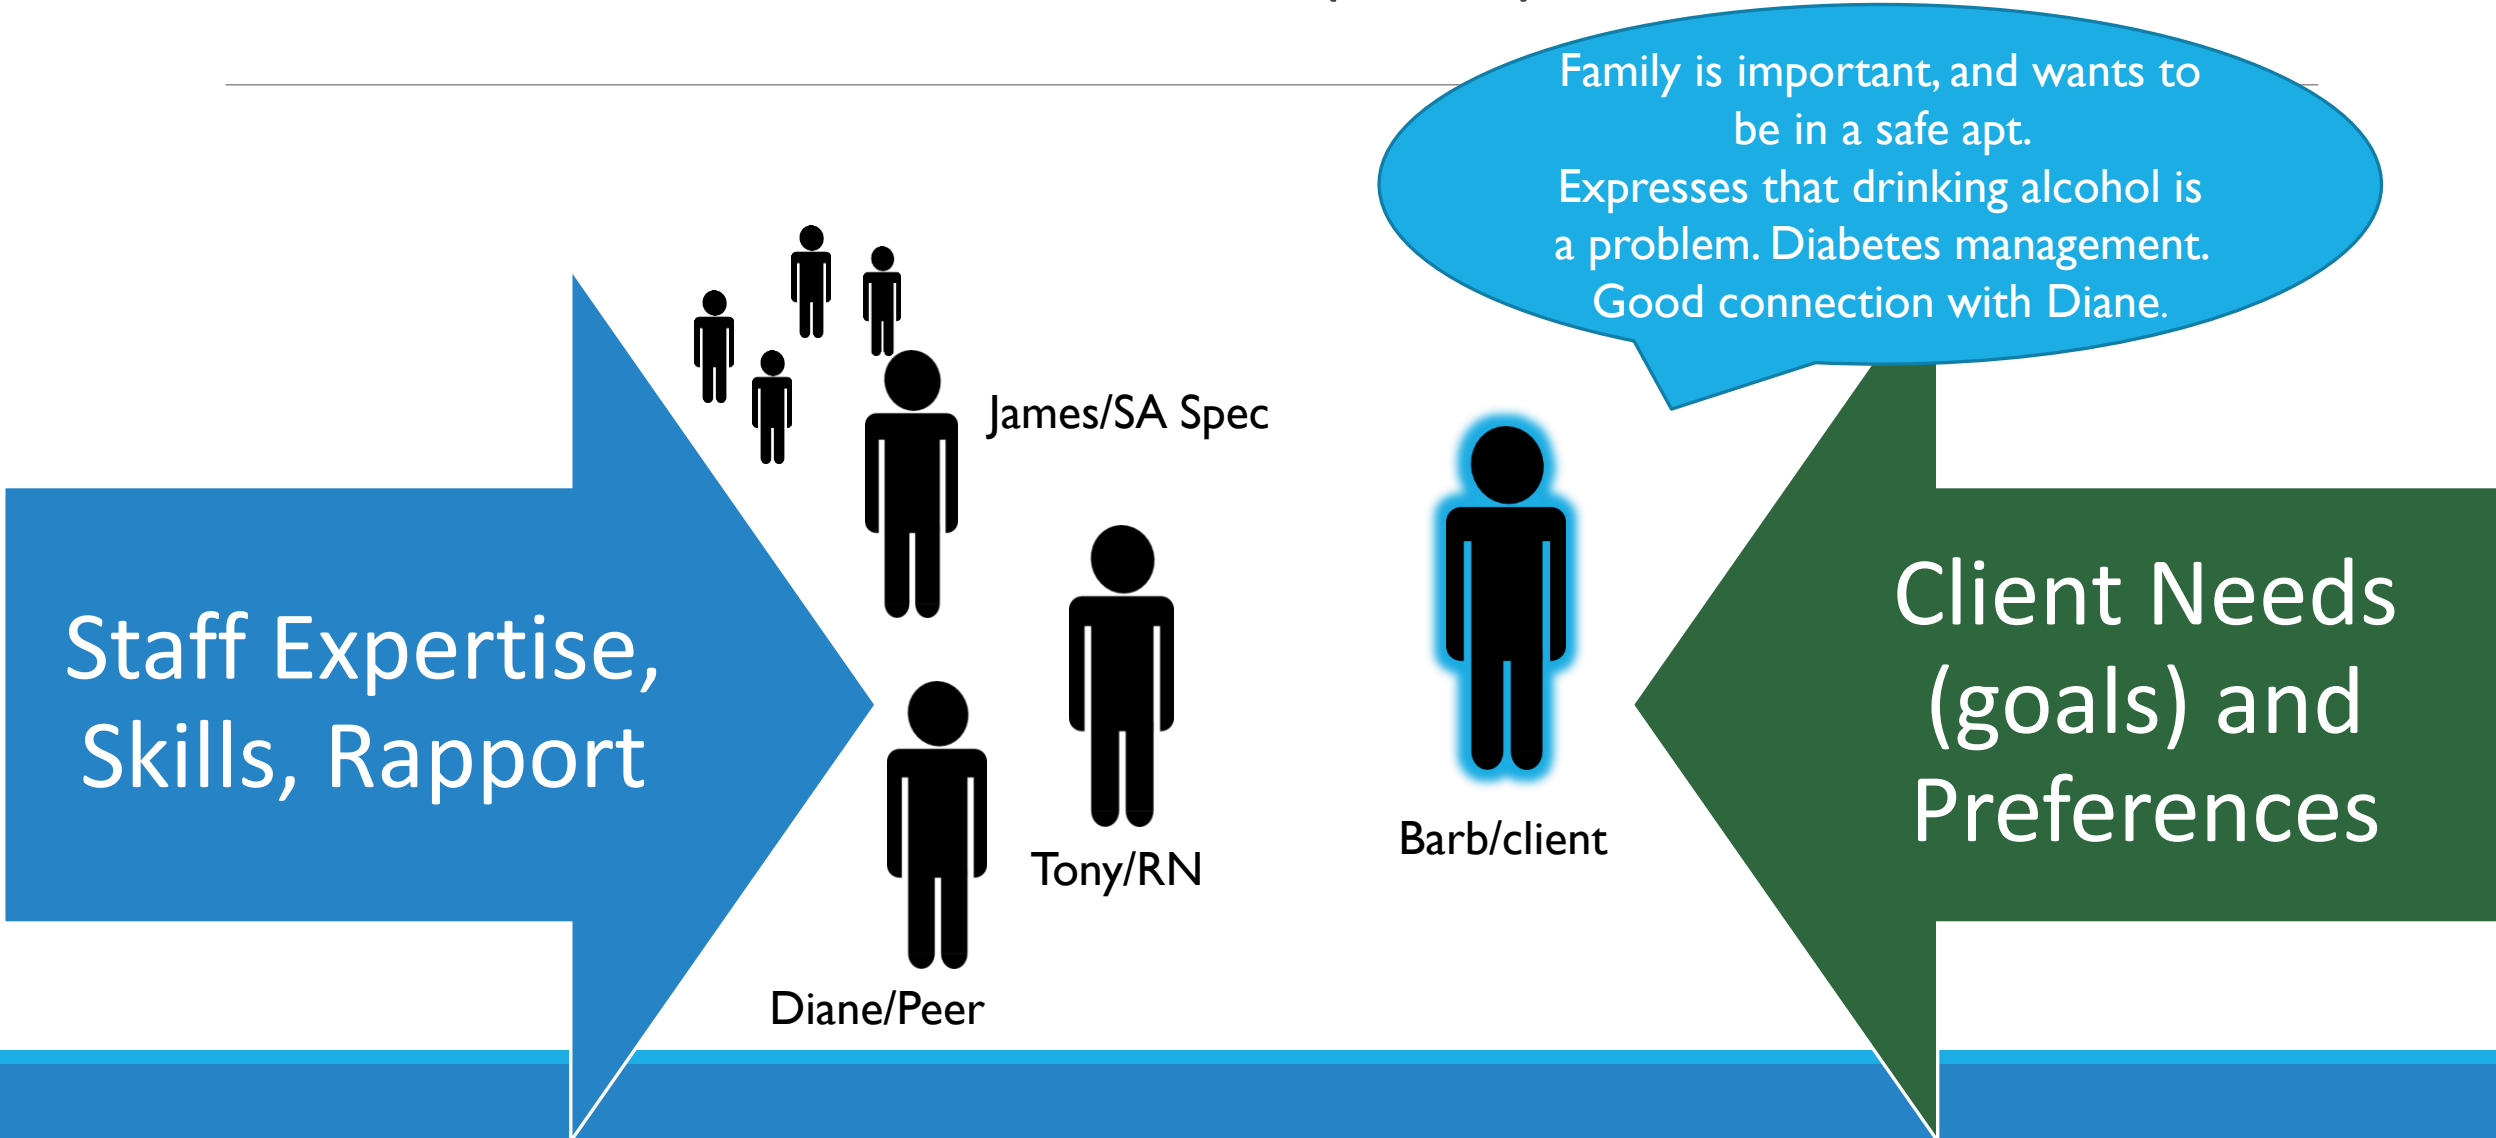 Family is important, and wants to
be in a safe apt.
Expresses that drinking alcohol is
a problem. Diabetes management.
Good connection with Diane.
James/SA Spec
Staff Expertise,
Skills, Rapport
Client Needs
(goals) and
Preferences
Barb/client
Tony/RN
Diane/Peer